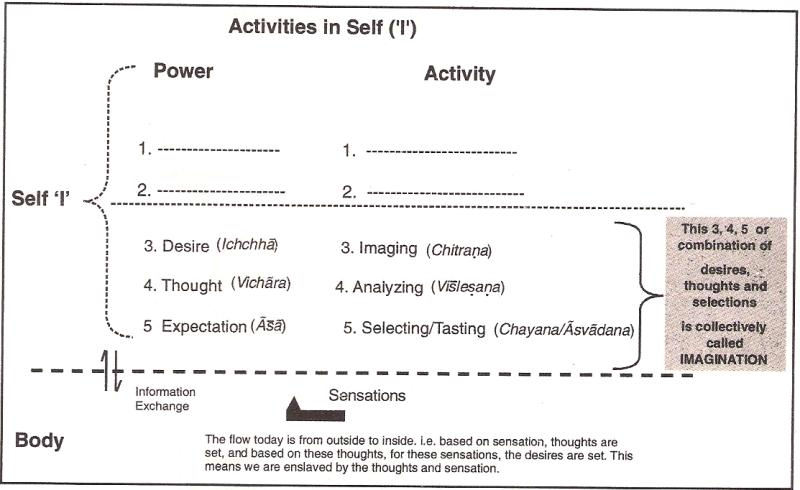 Activities in Self ('I')
Power Activity
1. -------------------- 1. -------------------------
2. -------------------- 2. -------------------------
Self 'I'
3. Desire (Ichchhā) 3. Imaging (Chitraṇa)
4. Thought (Vichāra) 4. Analyzing (Viśleṣaṇa)
5 Expectation (Āśā) 5. Selecting/Tasting (Chayana/Āsvādana)
This 3, 4, 5 or
combination of
desires,
thoughts and
selections
is collectively
called
IMAGINATION
Information
Exchange
Sensations
Body
The flow today is from outside to inside. i.e. based on sensation, thoughts are
set, and based on these thoughts, for these sensations, the desires are set. This
means we are enslaved by the thoughts and sensation.